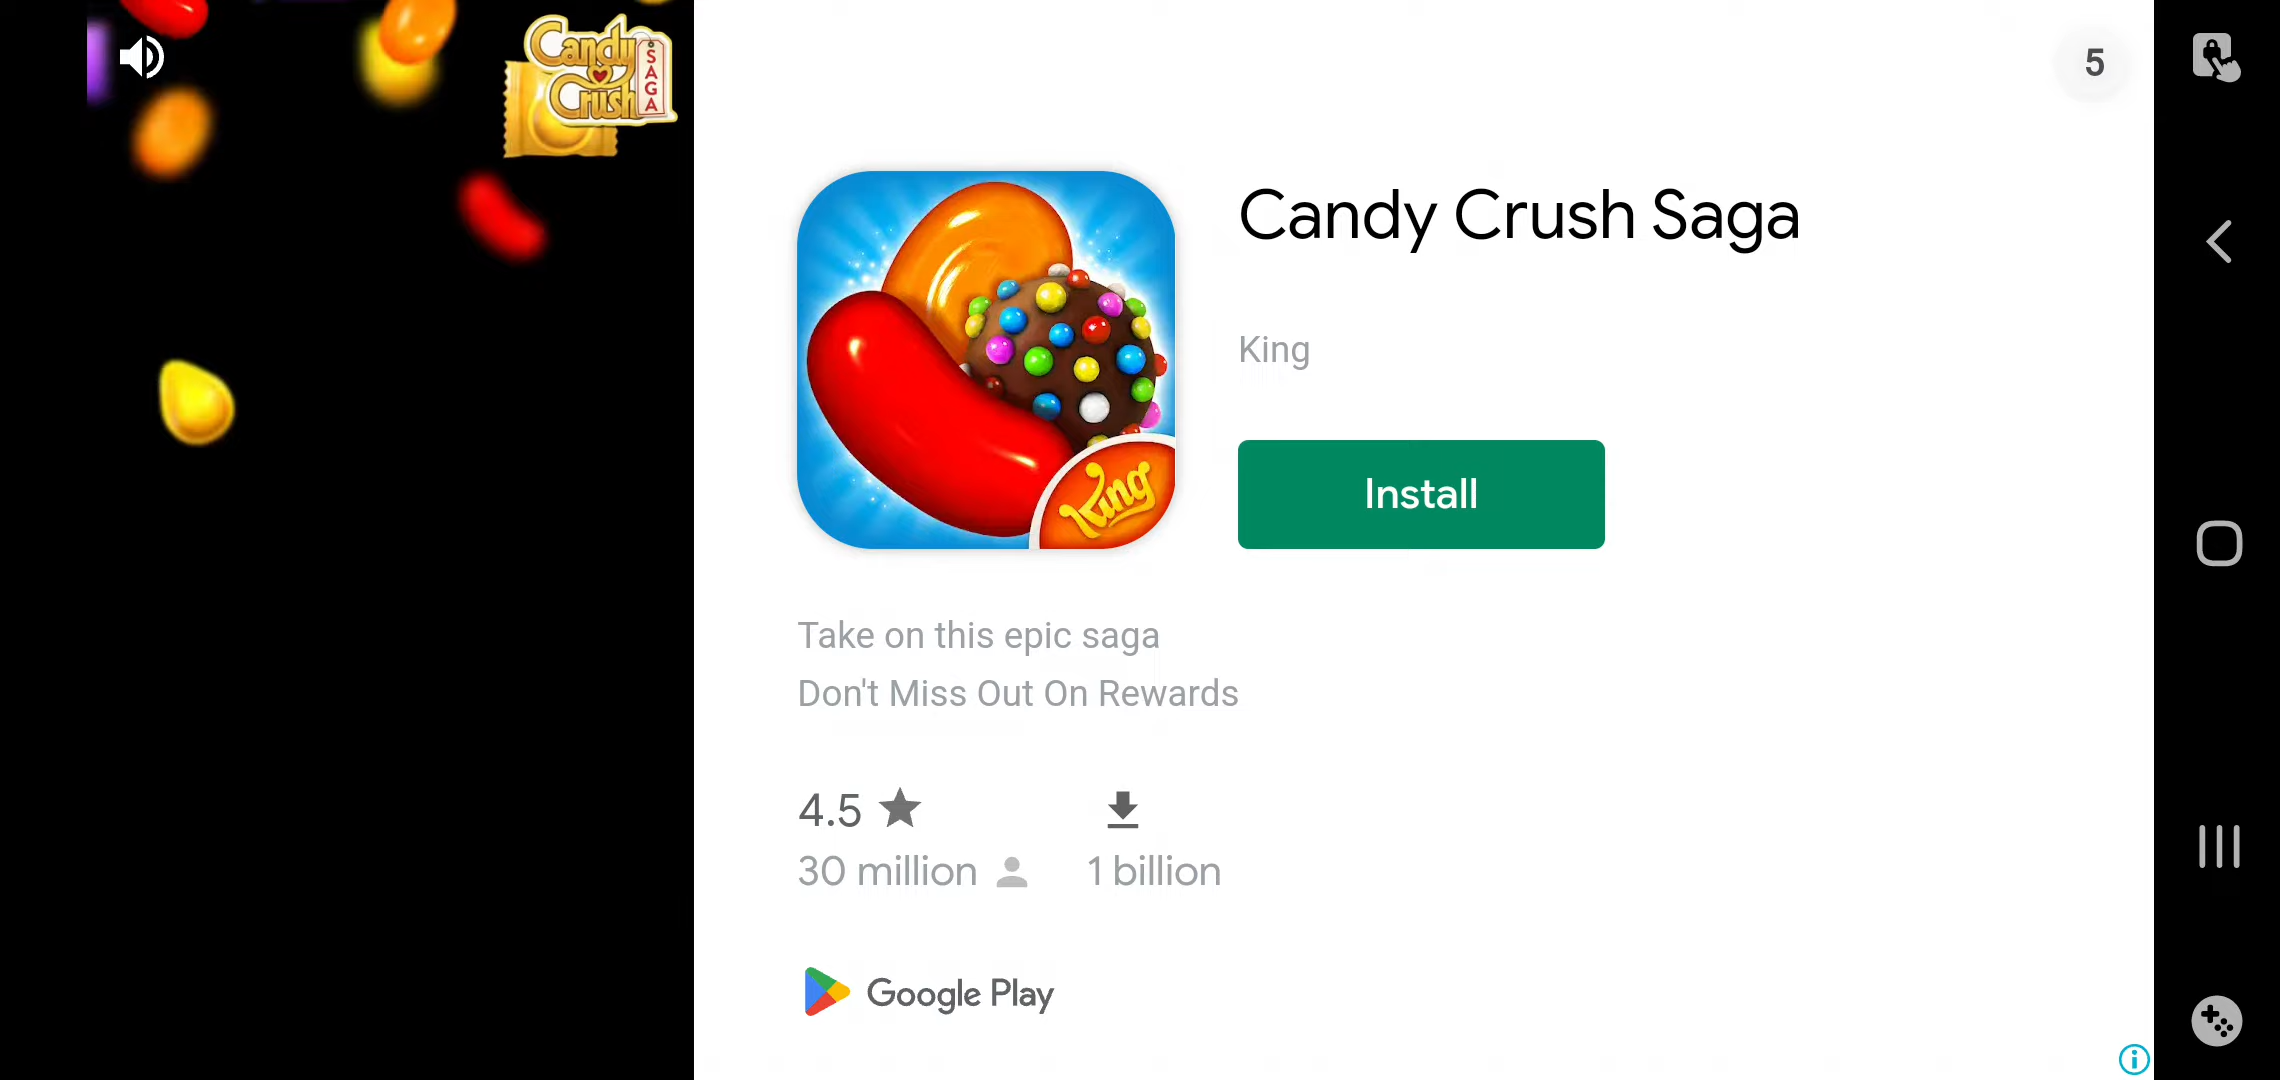 Candy
Crush
SAGA
5
Candy Crush Saga
King
King
Install
Take on this epic saga
Don't Miss Out On Rewards
4.5
30 million
1 billion
Google Play